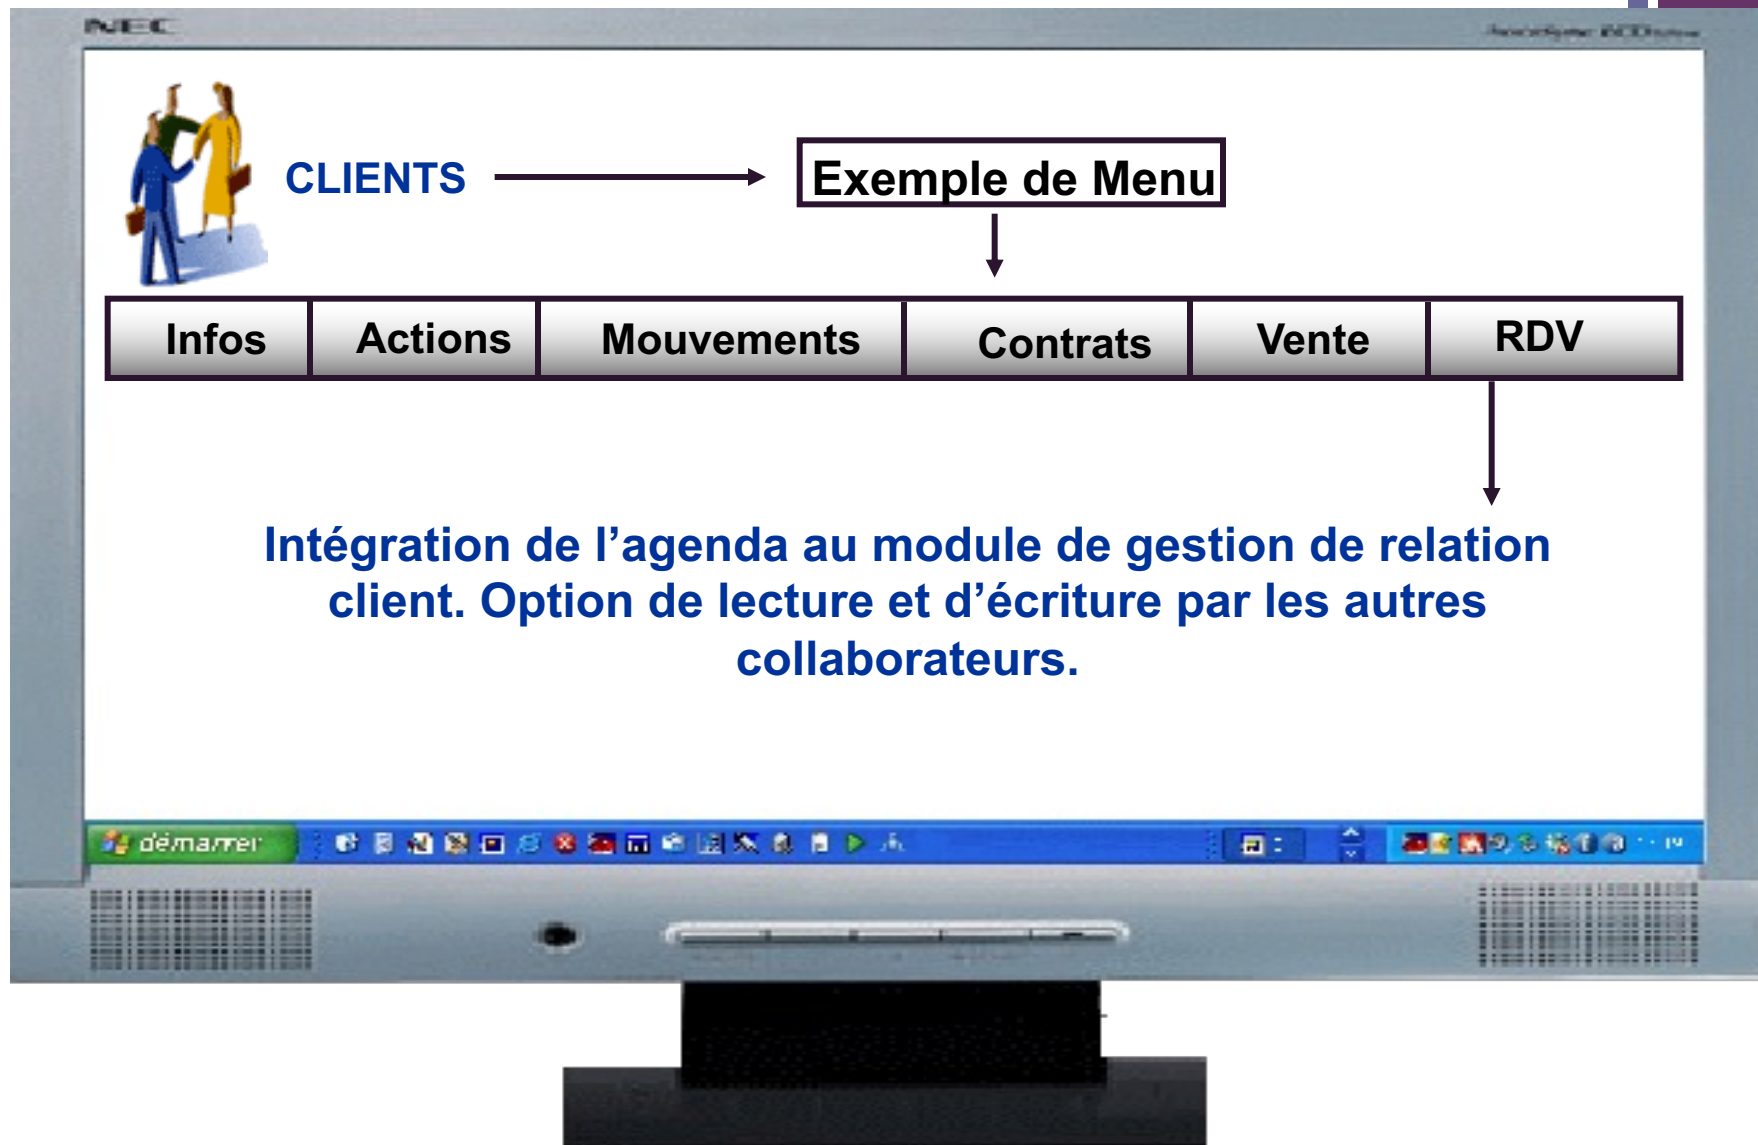 NEC
CLIENTS
Exemple de Menu
Infos Actions Mouvements Contrats Vente RDV
Intégration de l’agenda au module de gestion de relation
client. Option de lecture et d’écriture par les autres
collaborateurs.
démarrer